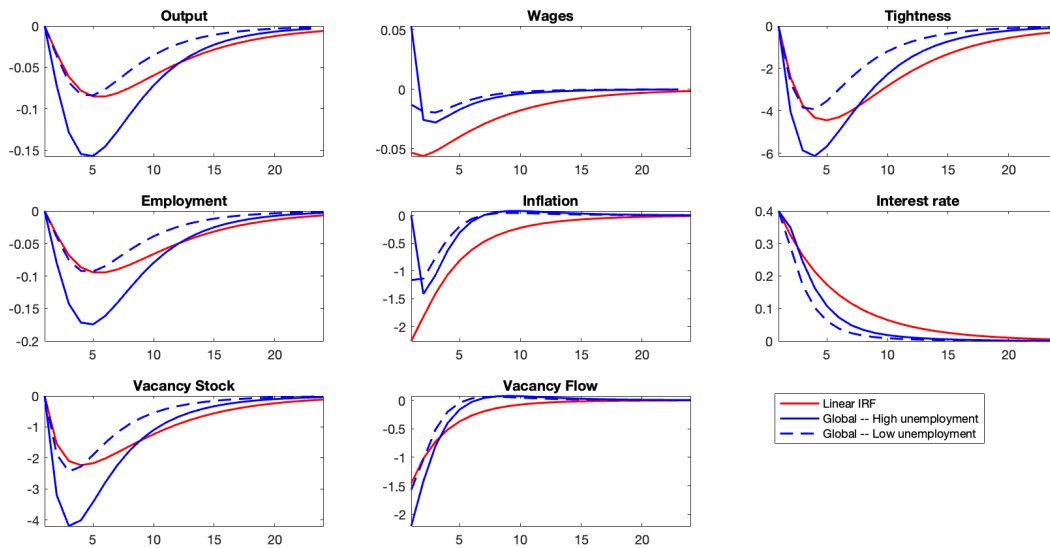 Output
0
-0.05
-0.1
-0.15
5 10 15 20
Wages
0.05
0
-0.05
5 10 15 20
Tightness
0
-2
-4
-6
5 10 15 20
Employment
0
-0.05
-0.1
-0.15
-0.2
5 10 15 20
Inflation
0
-0.5
-1
-1.5
-2
5 10 15 20
Interest rate
0.4
0.3
0.2
0.1
0
5 10 15 20
Vacancy Stock
0
-1
-2
-3
-4
5 10 15 20
Vacancy Flow
0
-0.5
-1
-1.5
-2
5 10 15 20
Linear IRF
Global -- High unemployment
Global -- Low unemployment